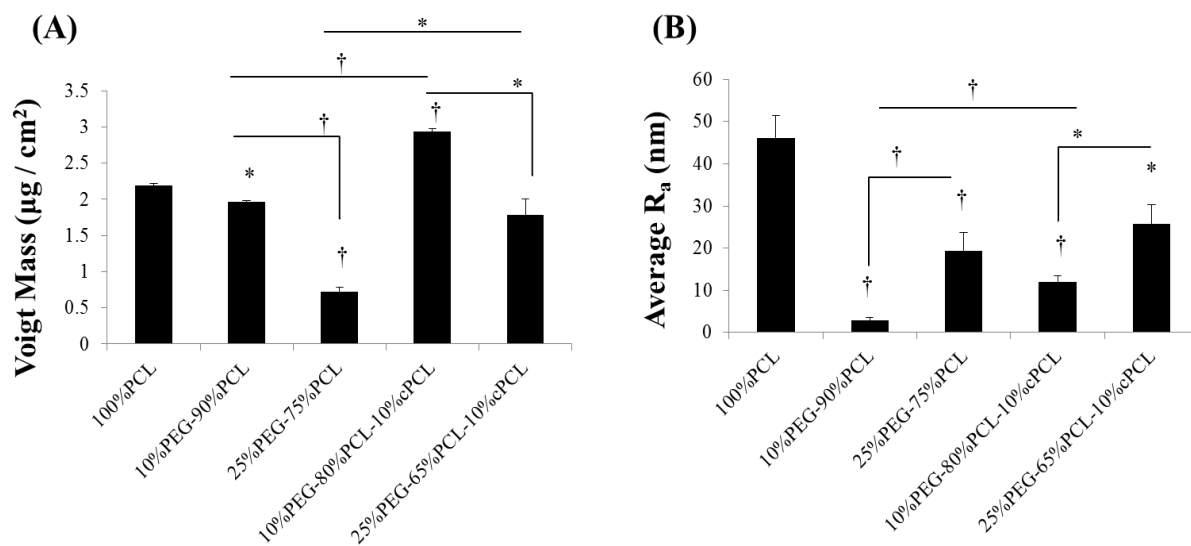 (A)
Voigt Mass (µg / cm²)
3.5
3
2.5
2
1.5
1
0.5
0
*
†
*
†
†
*
†
100%PCL
10%PEG-90%PCL
25%PEG-75%PCL
10%PEG-80%PCL-10%cPCL
25%PEG-65%PCL-10%cPCL
(B)
Average Rₐ (nm)
60
50
40
30
20
10
0
†
*
†
*
†
†
†
100%PCL
10%PEG-90%PCL
25%PEG-75%PCL
10%PEG-80%PCL-10%cPCL
25%PEG-65%PCL-10%cPCL